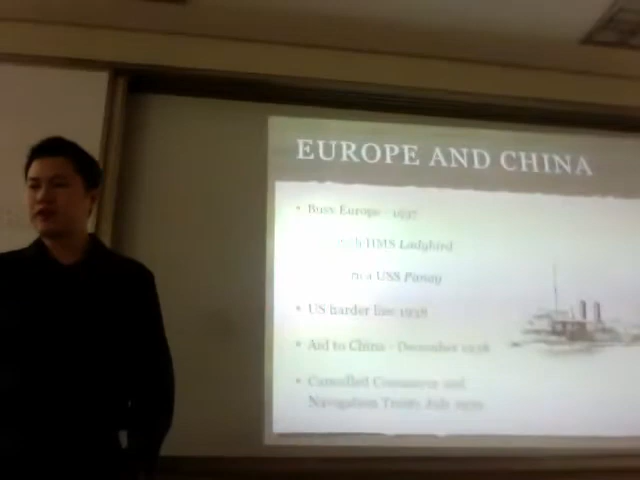 EUROPE AND CHINA
• Busy Europe - 1937
HMS Ladybird
USS Panay
• US harder line 1938
• Aid to China - December 1938
• Cancelled Commerce and
Navigation Treaty July